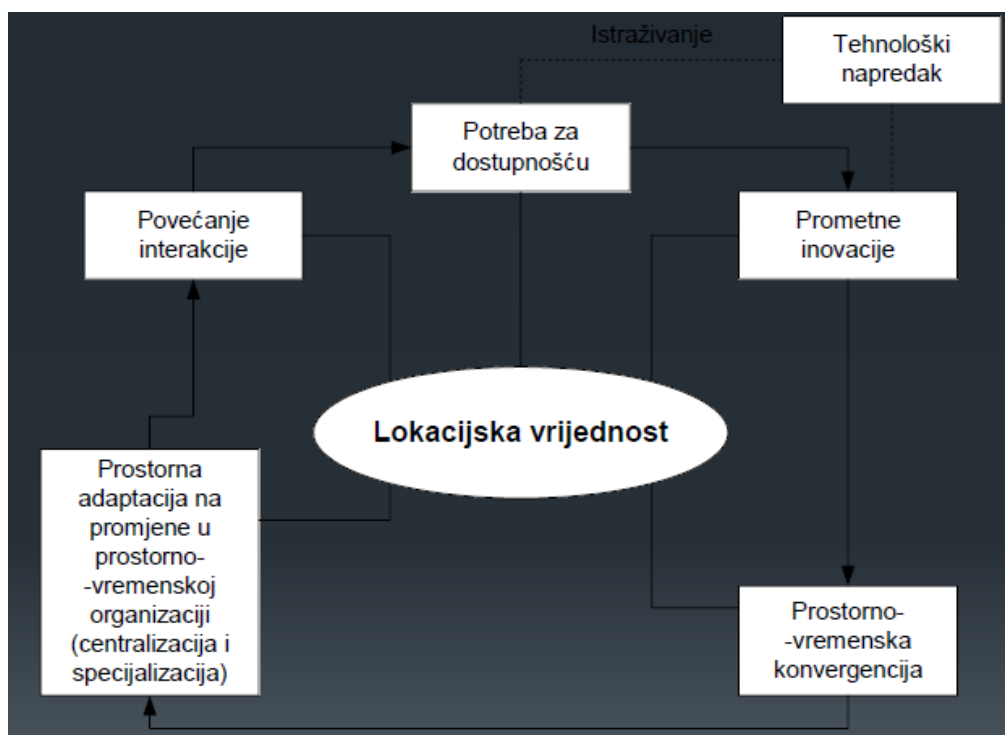 Istraživanje
Tehnološki
napredak
Potreba za
dostupnošću
Povećanje
interakcije
Prometne
inovacije
Lokacijska vrijednost
Prostorna
adaptacija na
promjene u
prostorno-
-vremenskoj
organizaciji
(centralizacija i
specijalizacija)
Prostorno-
-vremenska
konvergencija